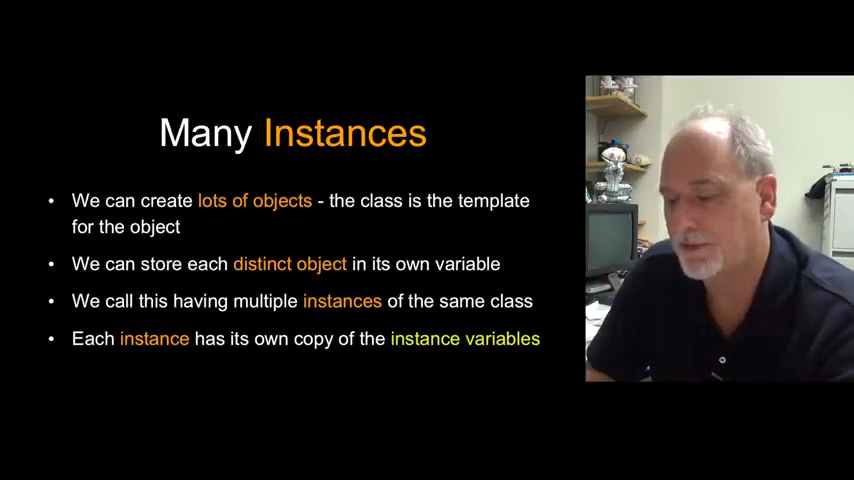 Many Instances
• We can create lots of objects - the class is the template
for the object
• We can store each distinct object in its own variable
• We call this having multiple instances of the same class
• Each instance has its own copy of the instance variables